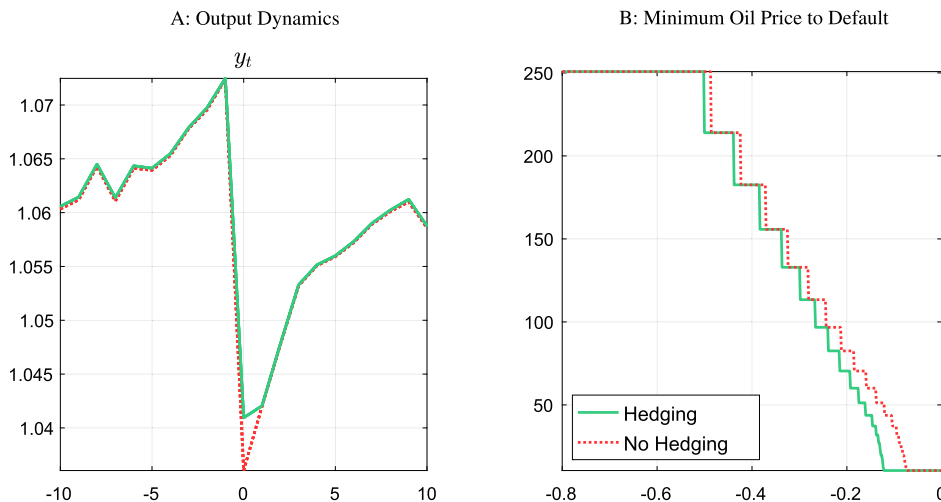 A: Output Dynamics
B: Minimum Oil Price to Default
y_t
1.07
1.065
1.06
1.055
1.05
1.045
1.04
-10 -5 0 5 10
250
200
150
100
50
Hedging
No Hedging
-0.8 -0.6 -0.4 -0.2 0